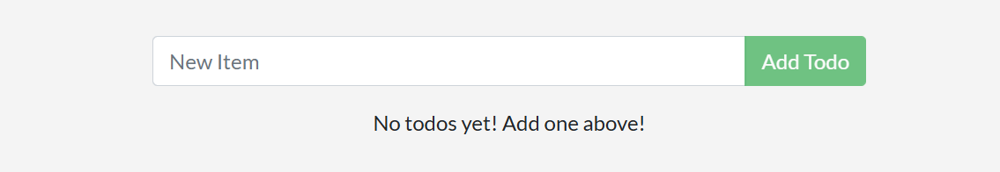 New Item
Add Todo
No todos yet! Add one above!